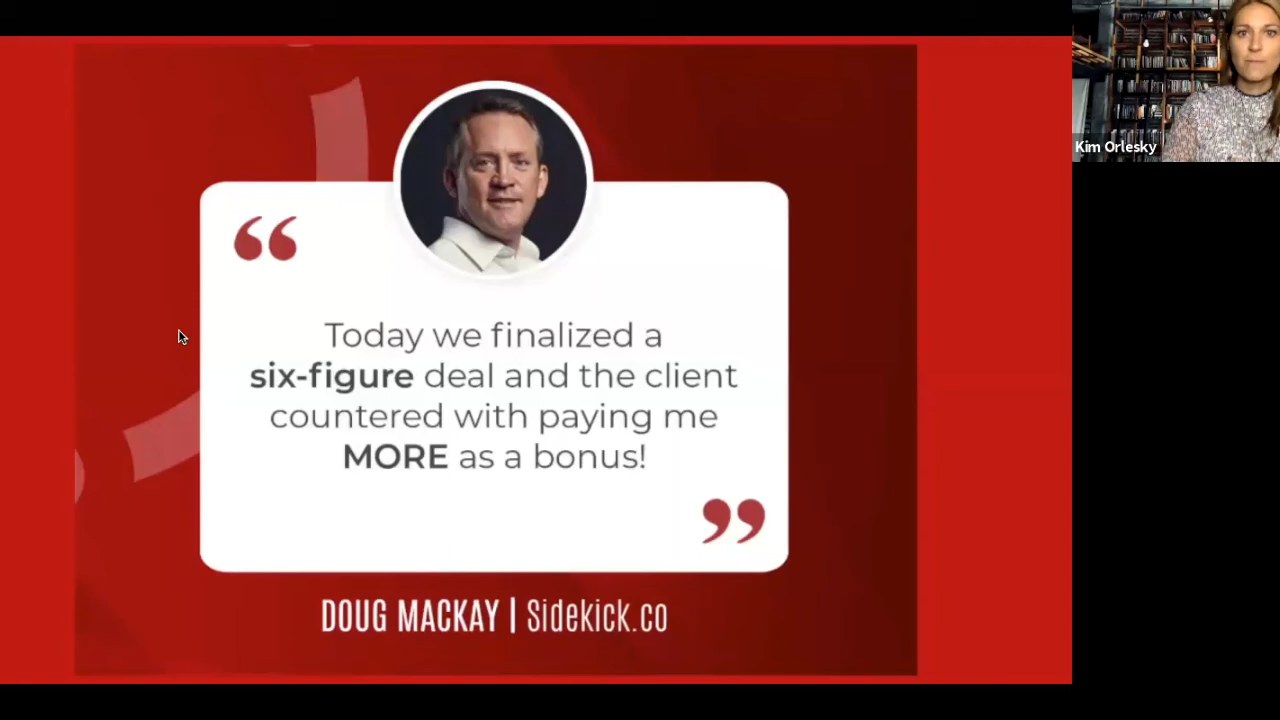 Kim Orlesky
“
Today we finalized a
six-figure deal and the client
countered with paying me
MORE as a bonus!
”
DOUG MACKAY | Sidekick.co